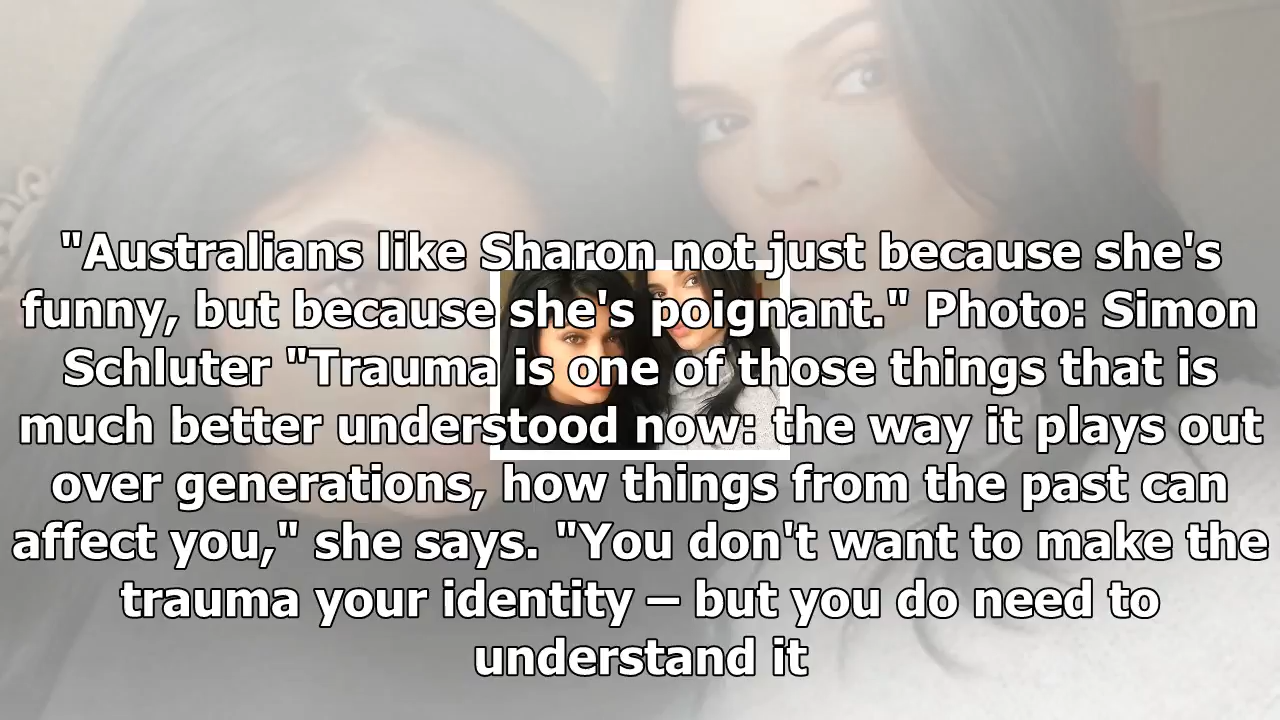 "Australians like Sharon not just because she's
funny, but because she's poignant." Photo: Simon
Schluter "Trauma is one of those things that is
much better understood now: the way it plays out
over generations, how things from the past can
affect you," she says. "You don't want to make the
trauma your identity – but you do need to
understand it